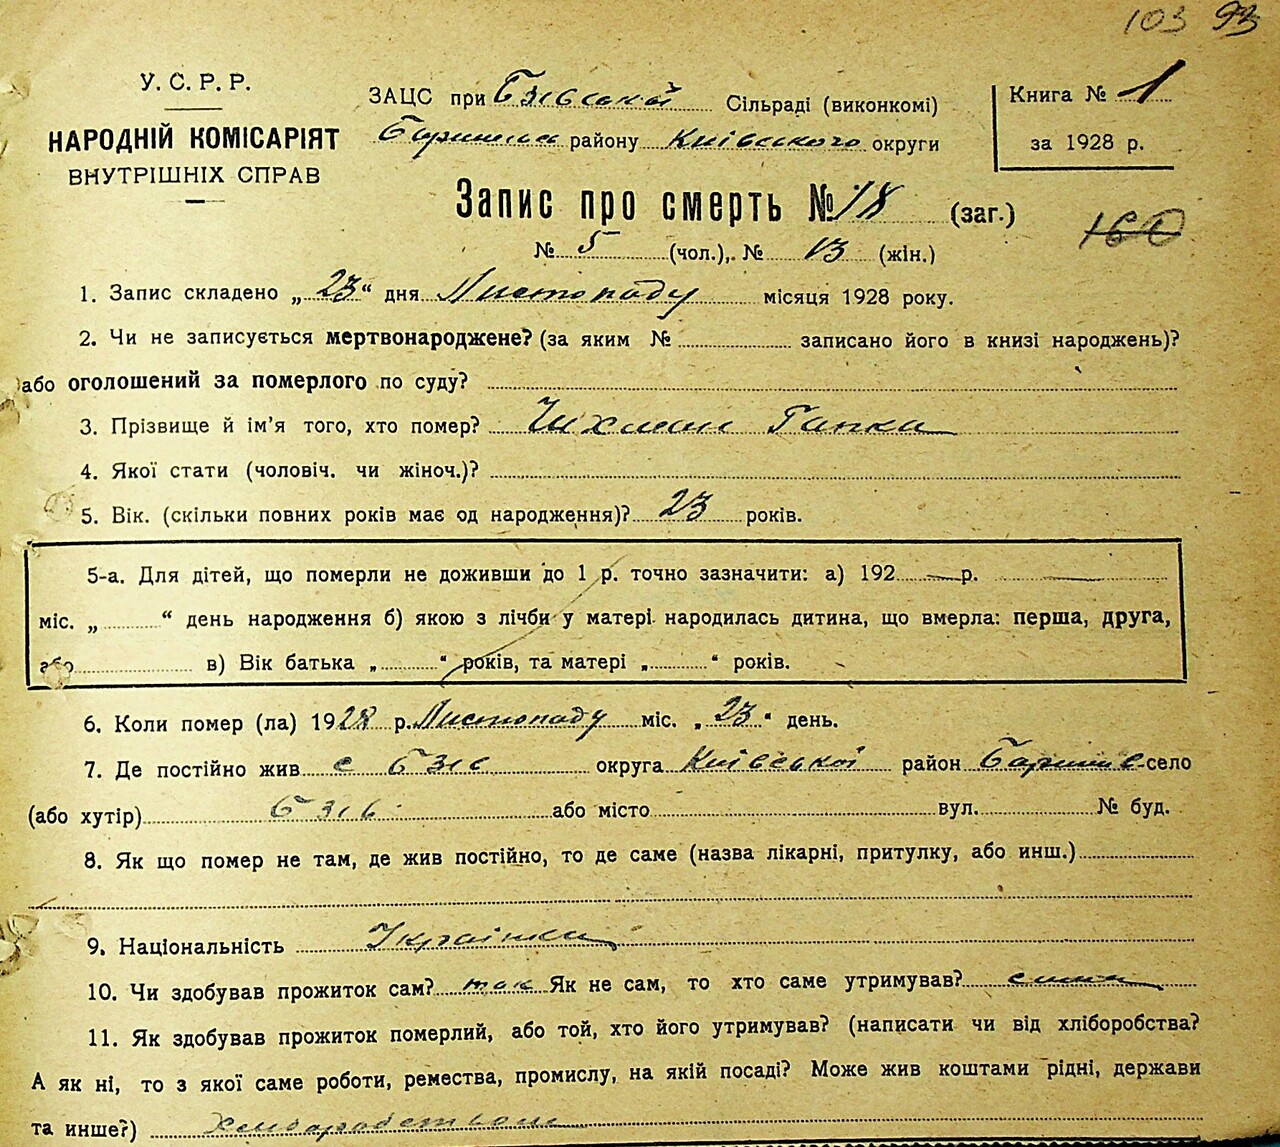 103 93
У. С. Р. Р.
НАРОДНІЙ КОМІСАРІЯТ
ВНУТРІШНІХ СПРАВ
ЗАЦС при Бзівській Сільраді (виконкомі)
району Київського округи
Книга № 1
за 1928 р.
Запис про смерть № 18 (заг.)
160
№ 5 (чол.), № 13 (жін.)
1. Запис складено „ 23 “ дня Листопаду місяця 1928 року.
2. Чи не записується мертвонароджене? (за яким № записано його в книзі народжень)?
або оголошений за померлого по суду?
3. Прізвище й ім’я того, хто помер? Гапка
4. Якої стати (чоловіч. чи жіноч.)?
5. Вік. (скільки повних років має од народження)? 23 років.
5-а. Для дітей, що померли не доживши до 1 р. точно зазначити: а) 192 — р.
міс. „ “ день народження б) якою з лічби у матері народилась дитина, що вмерла: перша, друга,
або в) Вік батька „ “ років, та матері „ “ років.
6. Коли помер (ла) 1928 р. Листопаду міс. „ 23 “ день.
7. Де постійно жив с Бзів округа Київської район село
(або хутір) Бзів або місто вул. № буд.
8. Як що помер не там, де жив постійно, то де саме (назва лікарні, притулку, або инш.)
9. Національність Українка
10. Чи здобував прожиток сам? так Як не сам, то хто саме утримував? сама
11. Як здобував прожиток померлий, або той, хто його утримував? (написати чи від хліборобства?
А як ні, то з якої саме роботи, ремества, промислу, на якій посаді? Може жив коштами рідні, держави
та инше?) Хліборобством